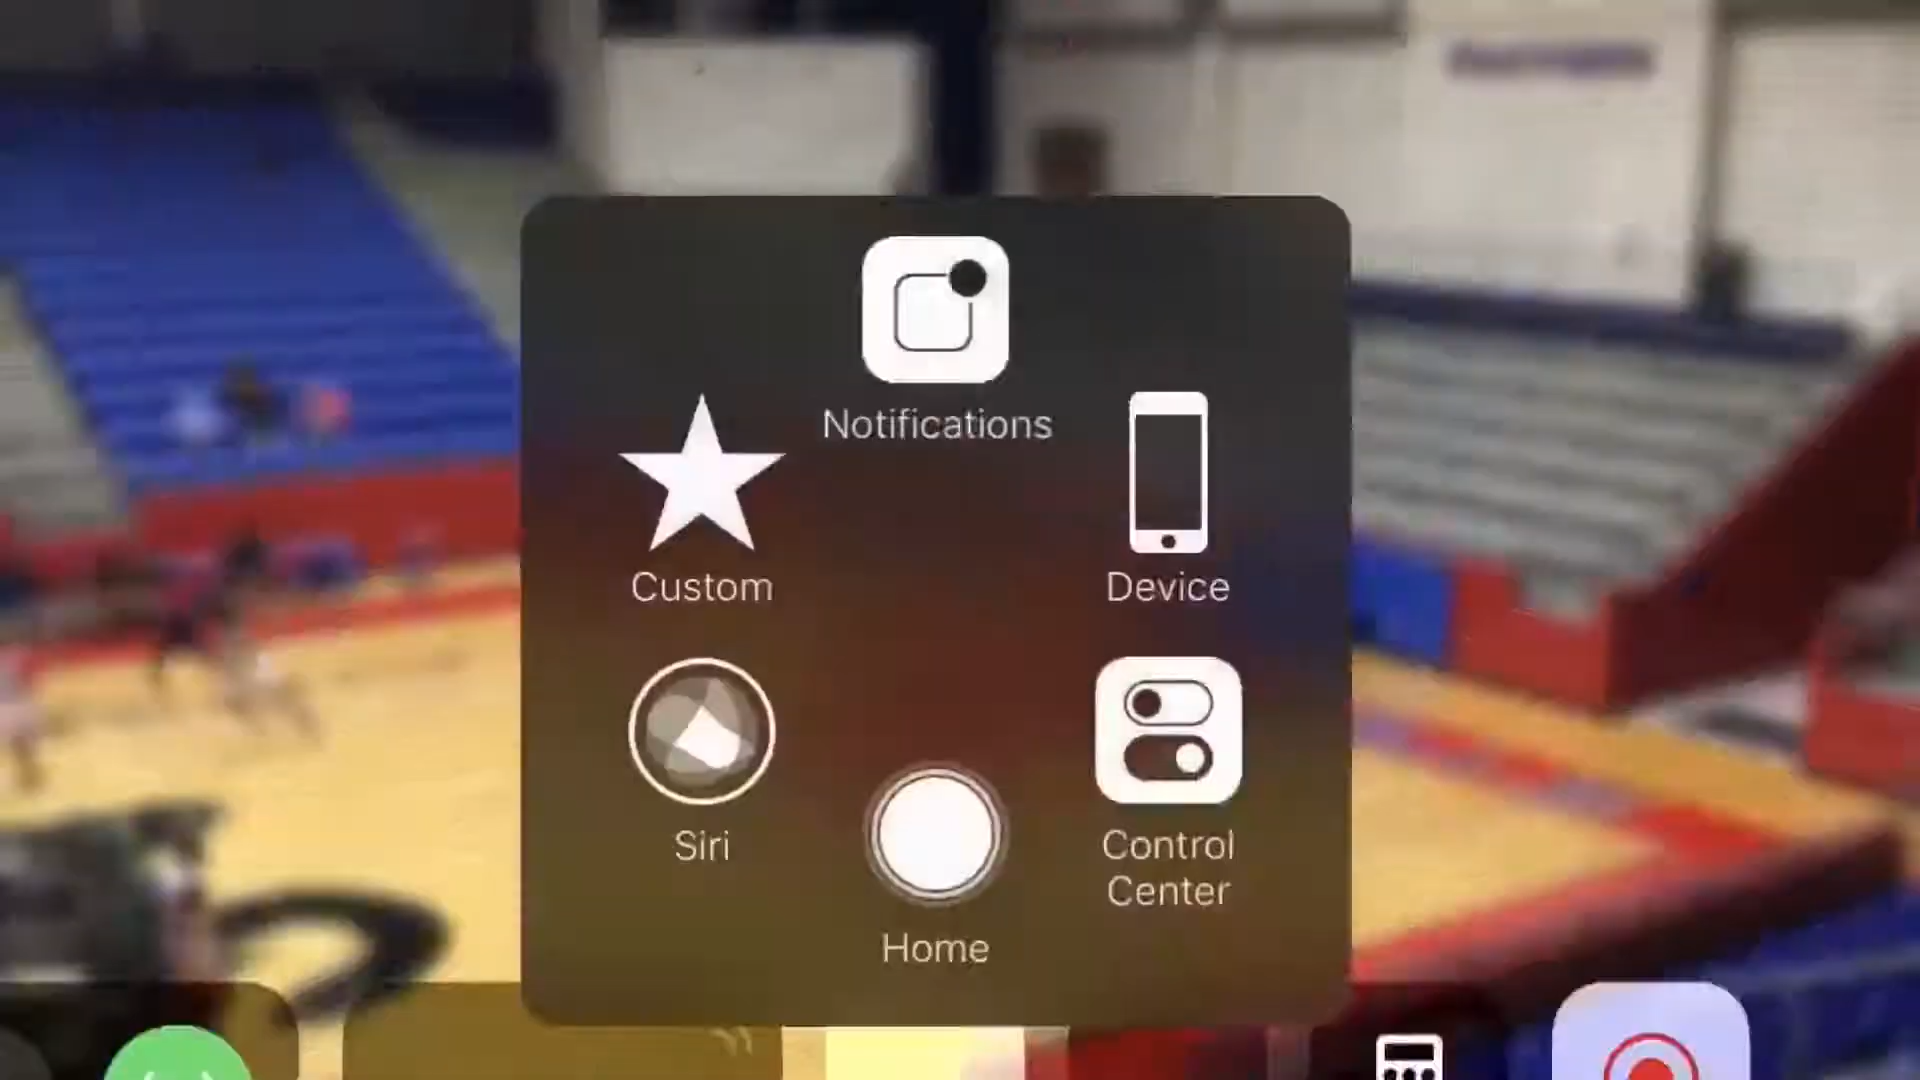 Notifications
Custom
Device
Siri
Control
Center
Home